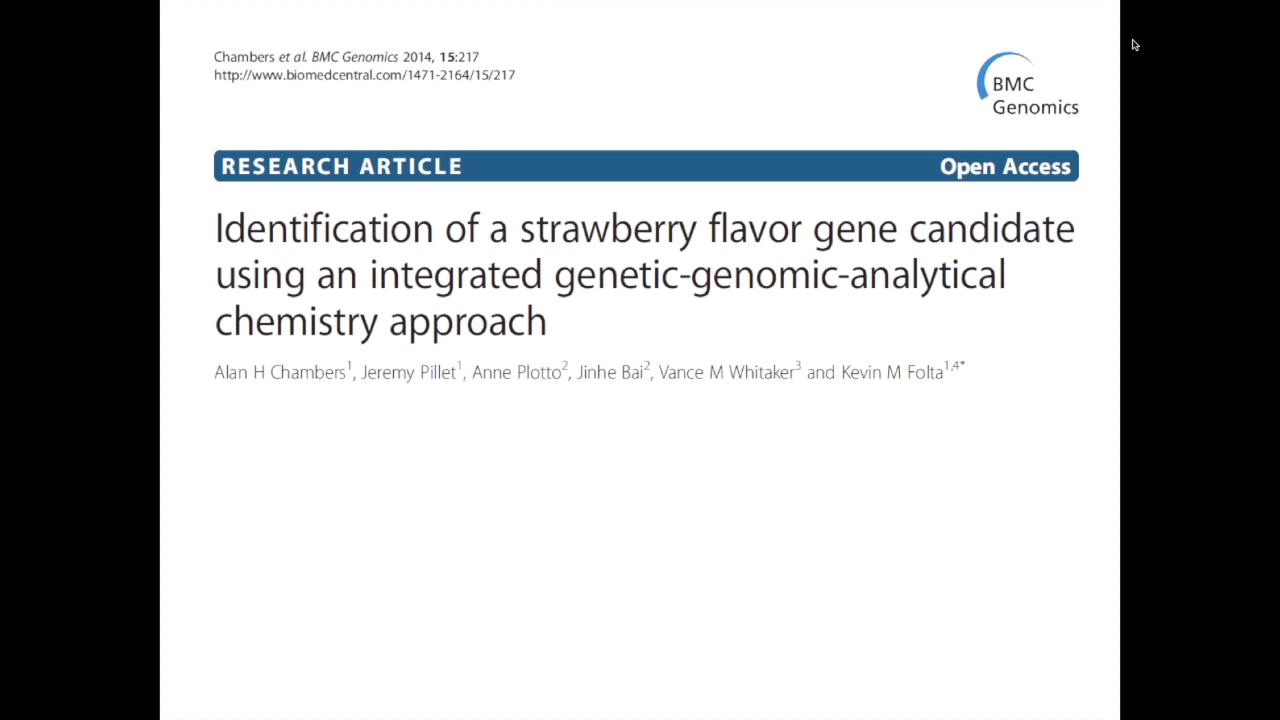 Chambers et al. BMC Genomics 2014, 15:217
http://www.biomedcentral.com/1471-2164/15/217
BMC
Genomics
RESEARCH ARTICLE Open Access
Identification of a strawberry flavor gene candidate
using an integrated genetic-genomic-analytical
chemistry approach
Alan H Chambers1, Jeremy Pillet1, Anne Plotto2, Jinhe Bai2, Vance M Whitaker3 and Kevin M Folta1,4*